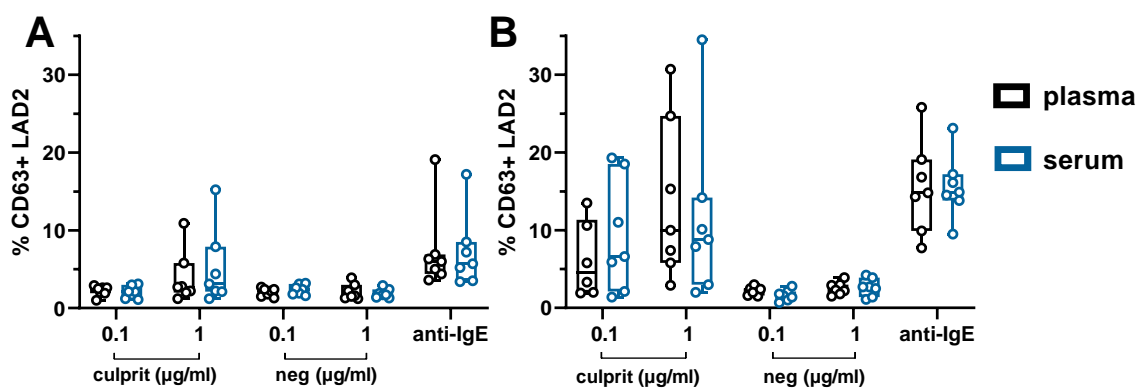 A
B
% CD63+ LAD2
30
20
10
0
0.1
1
0.1
1
anti-IgE
culprit (µg/ml)
neg (µg/ml)
% CD63+ LAD2
30
20
10
0
0.1
1
0.1
1
anti-IgE
culprit (µg/ml)
neg (µg/ml)
plasma
serum